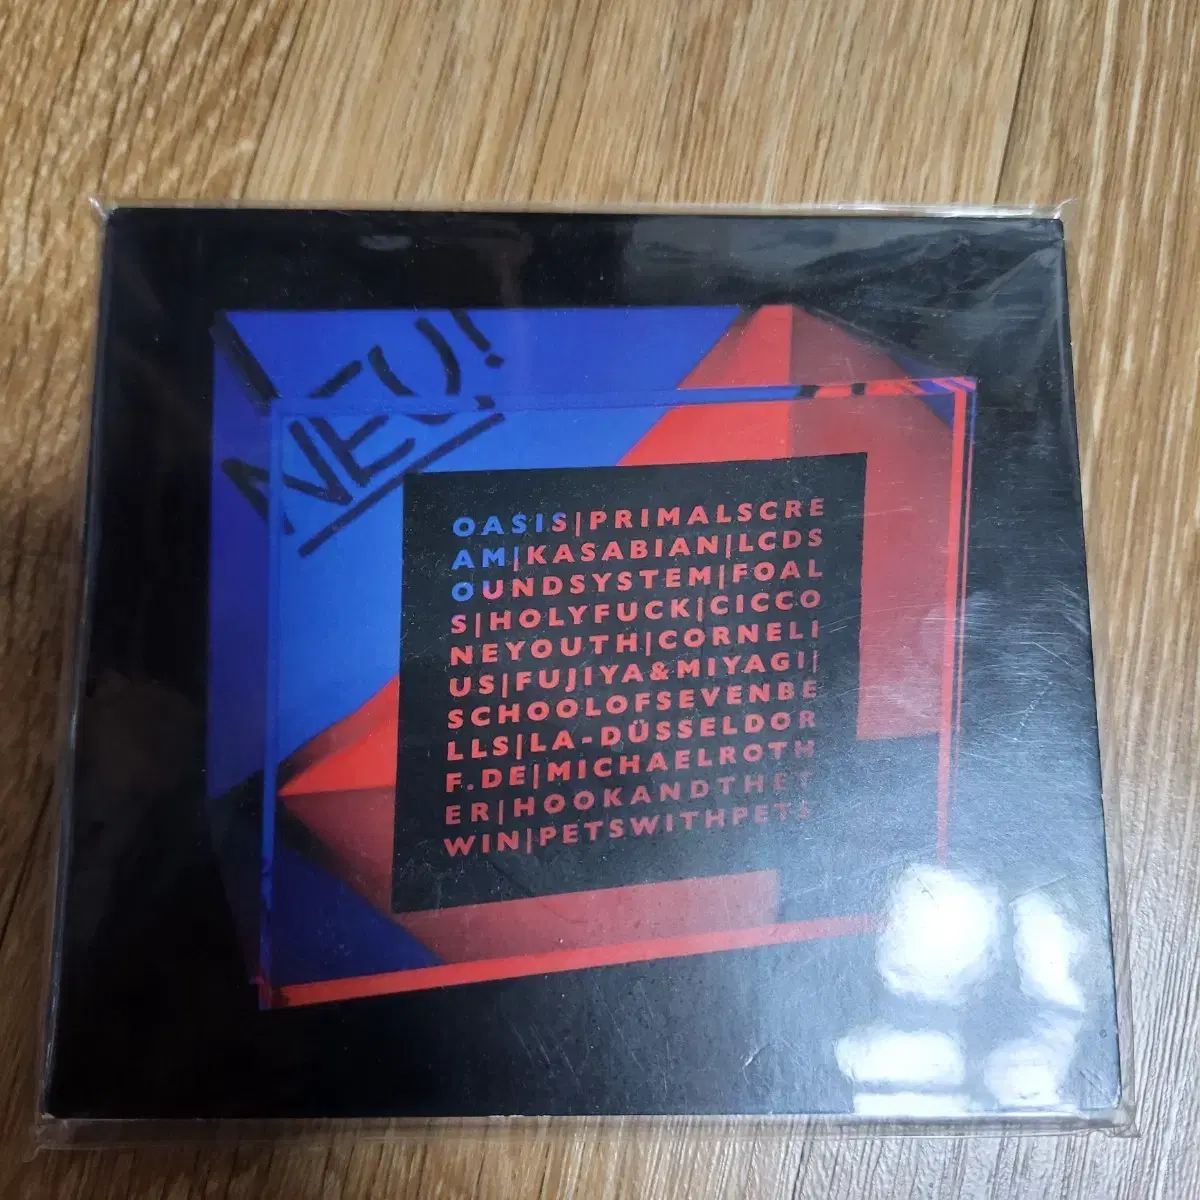 NEU!
OASIS|PRIMALSCRE
AM|KASABIAN|LCDS
OUNDSYSTEM|FOAL
S|HOLYFUCK|CICCO
NEYOUTH|CORNELI
US|FUJIYA&MIYAGI|
SCHOOLOFSEVENBE
LLS|LA-DÜSSELDOR
F.DE|MICHAELROTH
ER|HOOKANDTHET
WIN|PETSWITHPETS